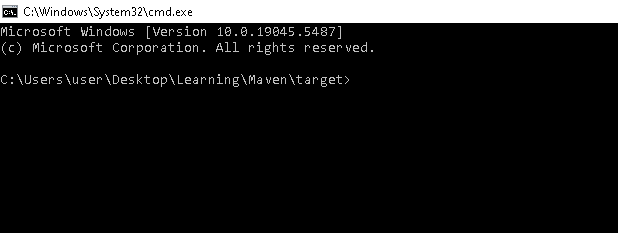 C:\Windows\System32\cmd.exe
Microsoft Windows [Version 10.0.19045.5487]
(c) Microsoft Corporation. All rights reserved.
C:\Users\user\Desktop\Learning\Maven\target>